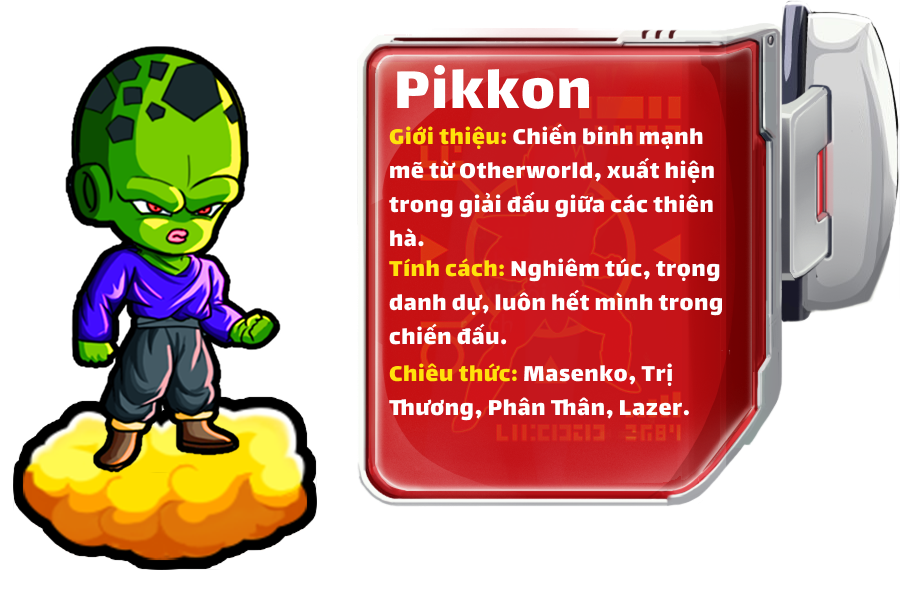 Pikkon
Giới thiệu: Chiến binh mạnh
mẽ từ Otherworld, xuất hiện
trong giải đấu giữa các thiên
hà.
Tính cách: Nghiêm túc, trọng
danh dự, luôn hết mình trong
chiến đấu.
Chiêu thức: Masenko, Trị
Thương, Phân Thân, Lazer.